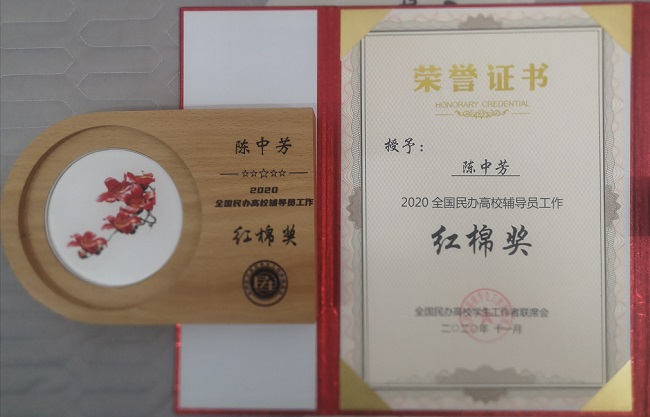 陈中芳
2020
全国民办高校辅导员工作
红棉奖
荣誉证书
HONORARY CREDENTIAL
授予：
陈中芳
2020 全国民办高校辅导员工作
红棉奖
全国民办高校学生工作者联席会
二〇二〇年 十一月